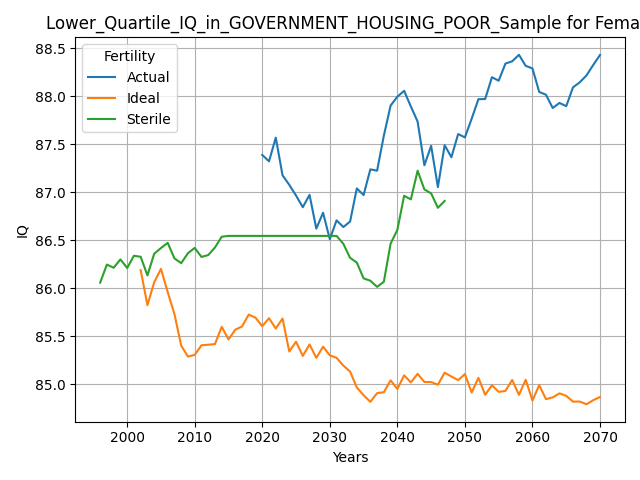 Lower_Quartile_IQ_in_GOVERNMENT_HOUSING_POOR_Sample for Fema
Fertility
Actual
Ideal
Sterile
88.5
88.0
87.5
87.0
86.5
86.0
85.5
85.0
IQ
2000 2010 2020 2030 2040 2050 2060 2070
Years